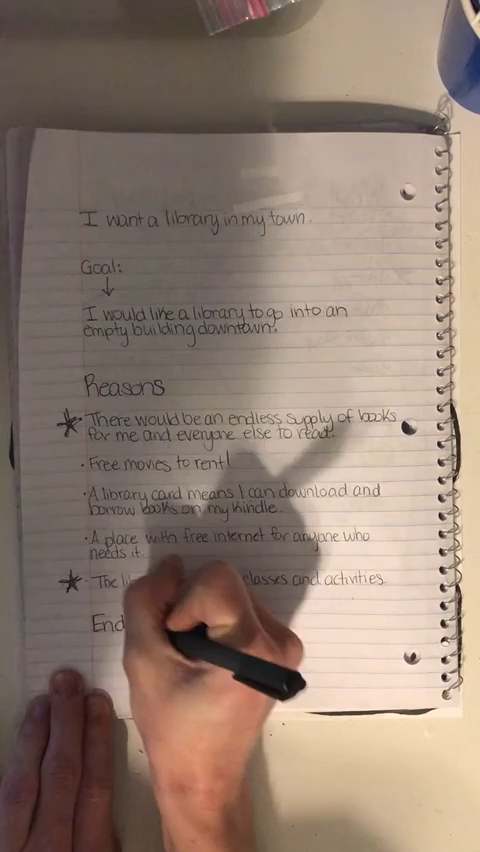 I want a library in my town.
Goal:
↓
I would like a library to go into an
empty building downtown.
Reasons
There would be an endless supply of books
for me and everyone else to read.
· Free movies to rent!
· A library card means I can download and
borrow books on my Kindle.
· A place with free internet for anyone who
needs it.
· The classes and activities.
End